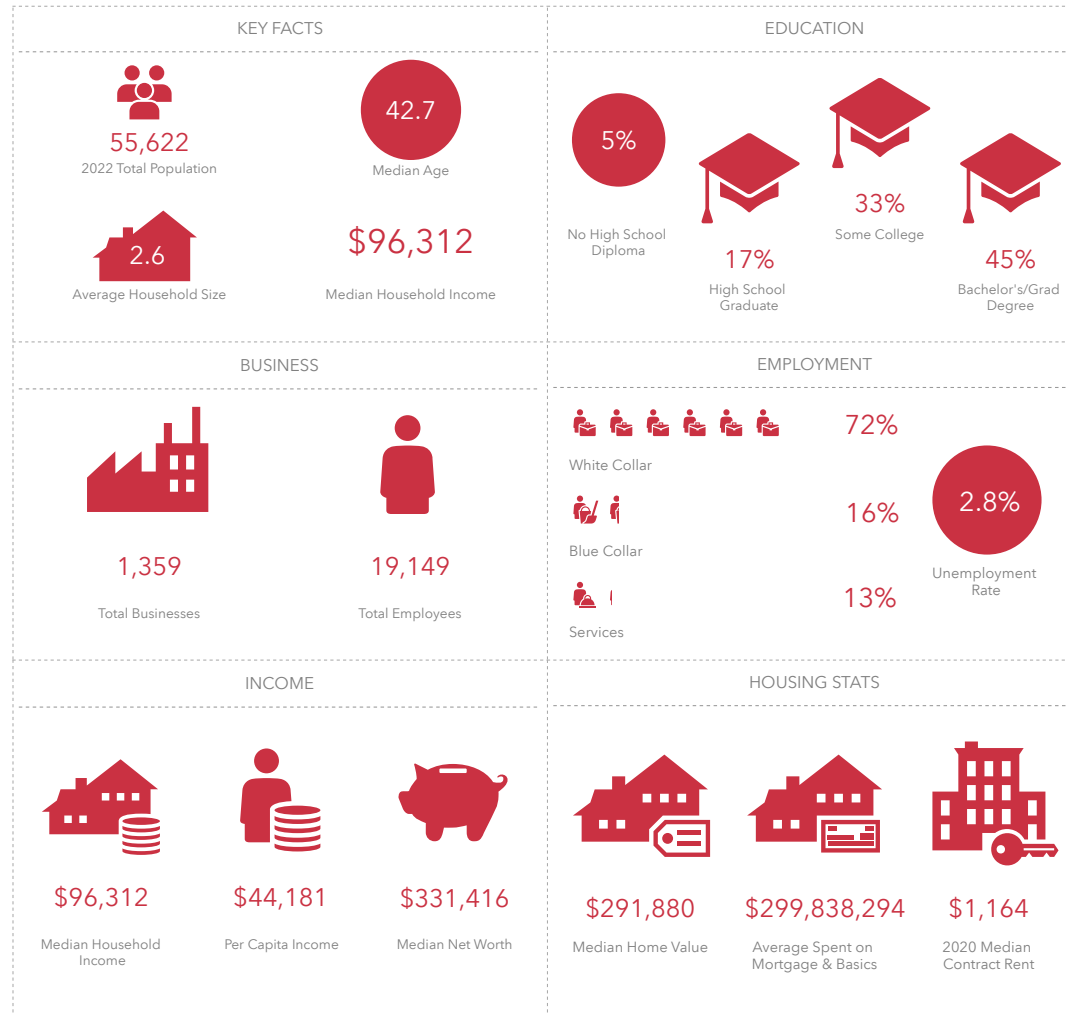 KEY FACTS
55,622
2022 Total Population
42.7
Median Age
2.6
Average Household Size
$96,312
Median Household Income
EDUCATION
5%
No High School
Diploma
17%
High School
Graduate
33%
Some College
45%
Bachelor's/Grad
Degree
BUSINESS
1,359
Total Businesses
19,149
Total Employees
EMPLOYMENT
72%
White Collar
16%
Blue Collar
13%
Services
2.8%
Unemployment
Rate
INCOME
$96,312
Median Household
Income
$44,181
Per Capita Income
$331,416
Median Net Worth
HOUSING STATS
$291,880
Median Home Value
$299,838,294
Average Spent on
Mortgage & Basics
$1,164
2020 Median
Contract Rent